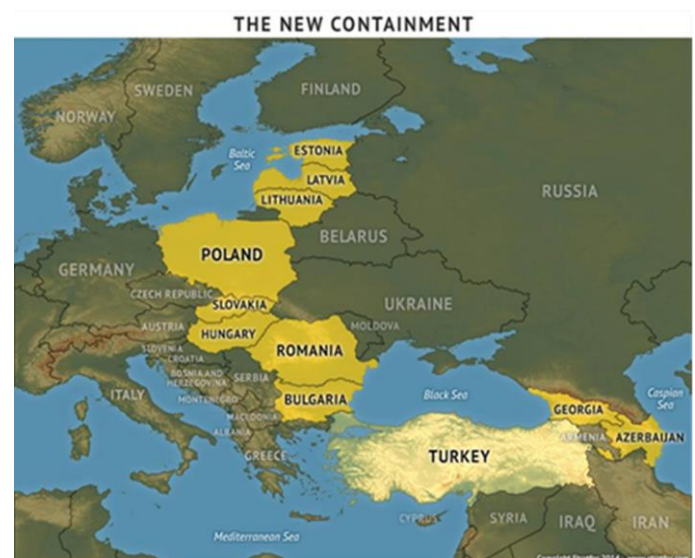 THE NEW CONTAINMENT
SWEDEN
FINLAND
NORWAY
Baltic
Sea
ESTONIA
LATVIA
LITHUANIA
RUSSIA
BELARUS
POLAND
GERMANY
CZECH REPUBLIC
SLOVAKIA
UKRAINE
AUSTRIA
HUNGARY
MOLDOVA
SLOVENIA
CROATIA
ROMANIA
BOSNIA AND
HERZEGOVINA
SERBIA
ITALY
MONTENEGRO
BULGARIA
Black Sea
Caspian
Sea
GEORGIA
MACEDONIA
ALBANIA
ARMENIA
AZERBAIJAN
GREECE
TURKEY
CYPRUS
SYRIA
IRAQ
IRAN
Mediterranean Sea